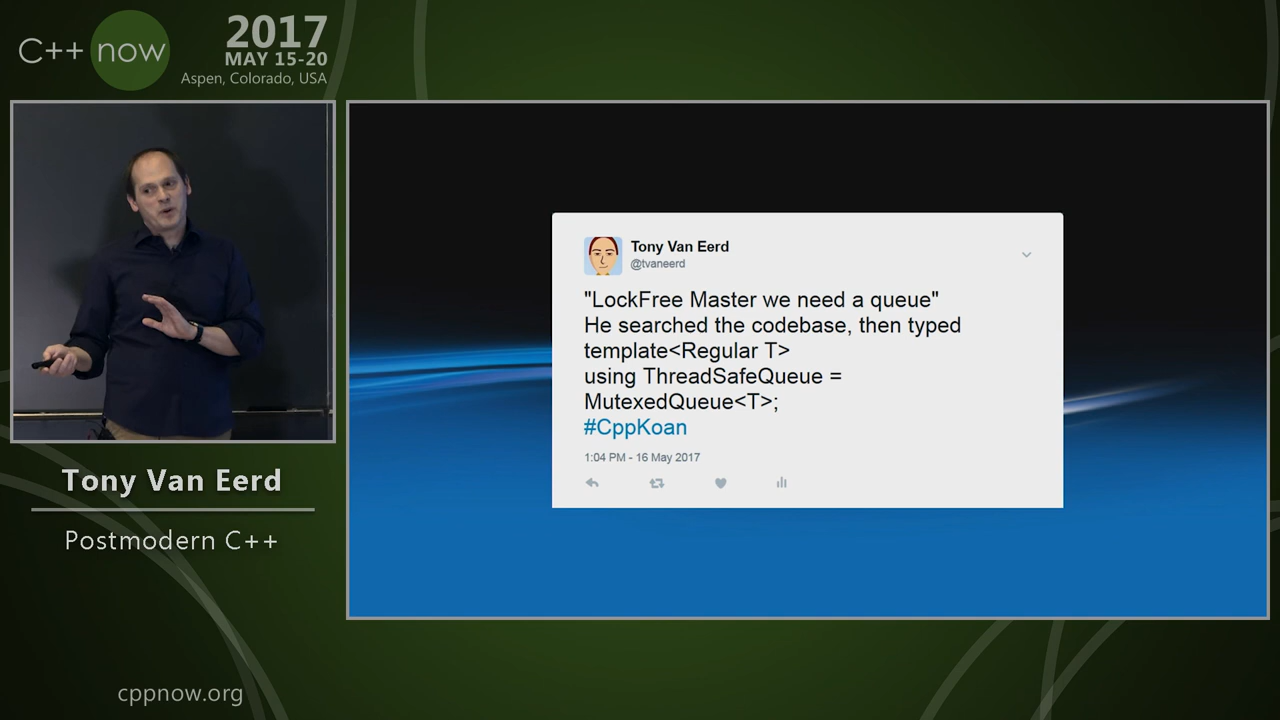 C++ now
2017
MAY 15-20
Aspen, Colorado, USA
Tony Van Eerd
Postmodern C++
cppnow.org
Tony Van Eerd
@tvaneerd
"LockFree Master we need a queue"
He searched the codebase, then typed
template<Regular T>
using ThreadSafeQueue =
MutexedQueue<T>;
#CppKoan
1:04 PM - 16 May 2017